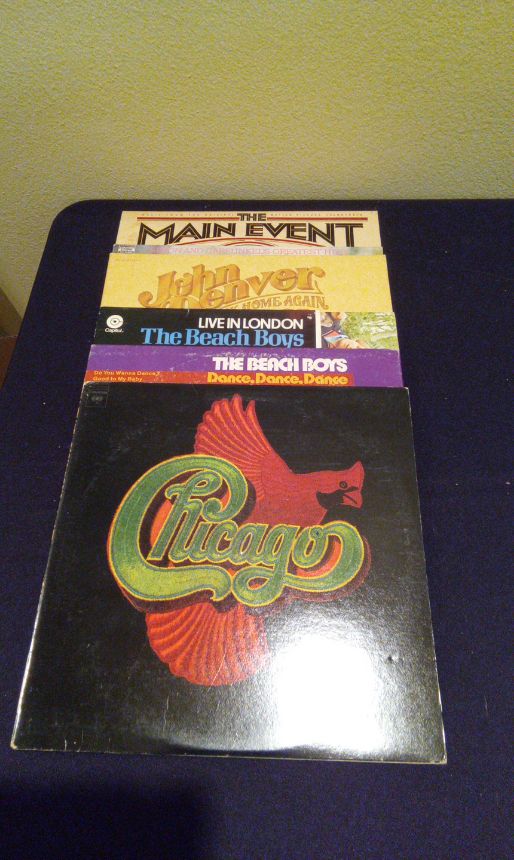 THE
MAIN EVENT
John
Denver
HOME AGAIN
Capitol
LIVE IN LONDON
The Beach Boys
THE BEACH BOYS
Do You Wanna Dance?
Good to My Baby
Dance, Dance, Dance
Chicago